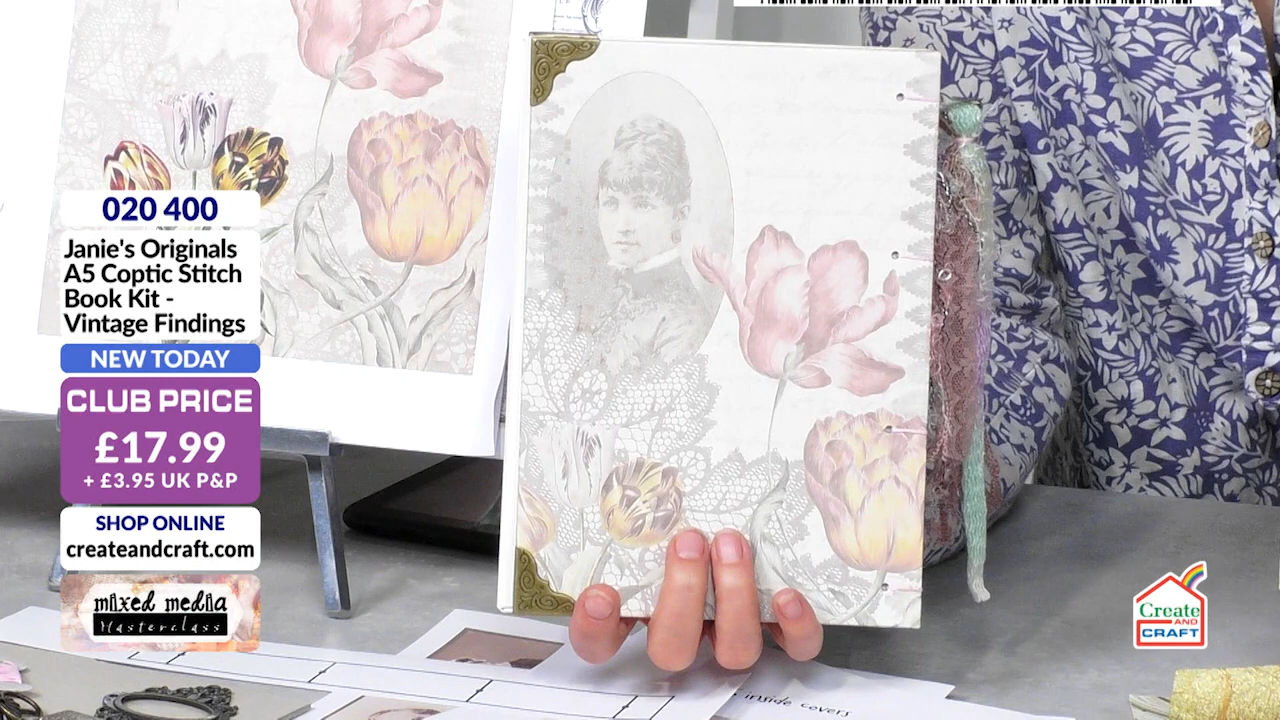 020 400
Janie's Originals
A5 Coptic Stitch
Book Kit -
Vintage Findings
NEW TODAY
CLUB PRICE
£17.99
+ £3.95 UK P&P
SHOP ONLINE
createandcraft.com
mixed media
Masterclass
inside covers
Create
AND
CRAFT